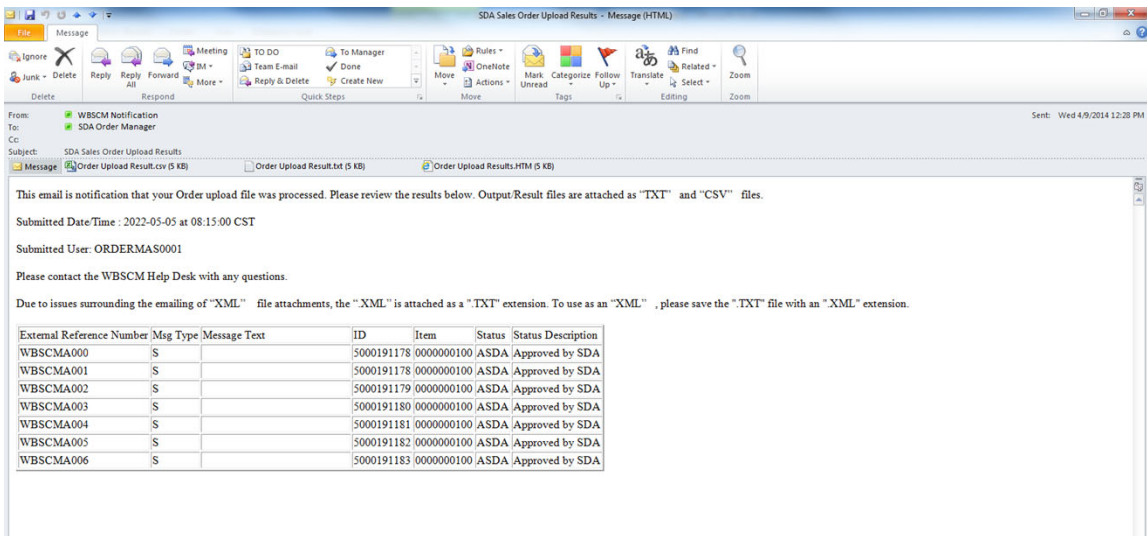 SDA Sales Order Upload Results - Message (HTML)
File Message
Ignore
Junk
Delete
Reply
Reply All
Forward
Meeting
IM
More
TO DO
Team E-mail
Reply & Delete
To Manager
Done
Create New
Move
Rules
OneNote
Actions
Mark Unread
Categorize
Follow Up
Translate
Find
Related
Select
Zoom
Delete Respond Quick Steps Move Tags Editing Zoom
From: WBSCM Notification Sent: Wed 4/9/2014 12:28 PM
To: SDA Order Manager
Cc:
Subject: SDA Sales Order Upload Results
Message Order Upload Result.csv (5 KB) Order Upload Result.txt (5 KB) Order Upload Results.HTM (5 KB)
This email is notification that your Order upload file was processed. Please review the results below. Output/Result files are attached as “TXT” and “CSV” files.
Submitted Date/Time : 2022-05-05 at 08:15:00 CST
Submitted User: ORDERMAS0001
Please contact the WBSCM Help Desk with any questions.
Due to issues surrounding the emailing of “XML” file attachments, the “.XML” is attached as a ".TXT" extension. To use as an “XML” , please save the ".TXT" file with an ".XML" extension.
External Reference Number Msg Type Message Text ID Item Status Status Description
WBSCMA000 S 5000191178 0000000100 ASDA Approved by SDA
WBSCMA001 S 5000191178 0000000100 ASDA Approved by SDA
WBSCMA002 S 5000191179 0000000100 ASDA Approved by SDA
WBSCMA003 S 5000191180 0000000100 ASDA Approved by SDA
WBSCMA004 S 5000191181 0000000100 ASDA Approved by SDA
WBSCMA005 S 5000191182 0000000100 ASDA Approved by SDA
WBSCMA006 S 5000191183 0000000100 ASDA Approved by SDA